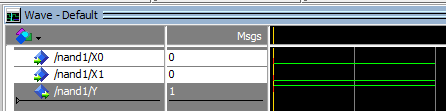 Wave - Default
Msgs
/nand1/X0 0
/nand1/X1 0
/nand1/Y 1